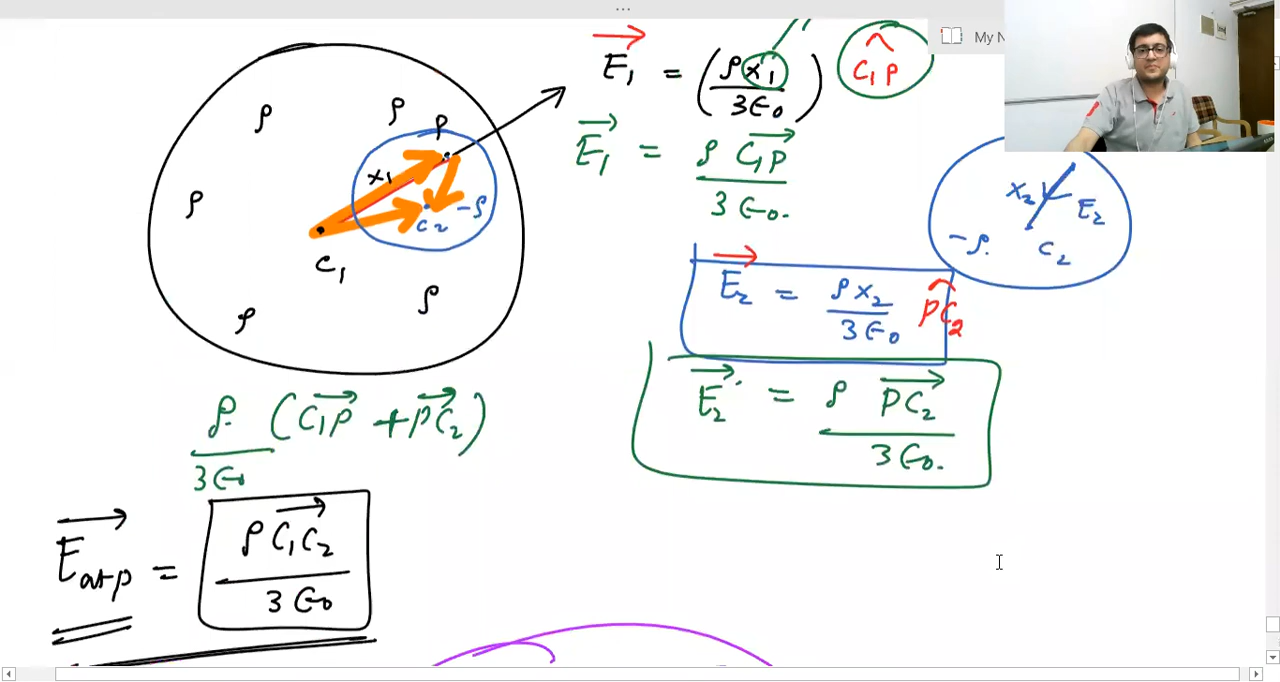 E₁ = (ρx₁ / 3ε₀) C₁P
My N
E₁ = ρ C₁P / 3ε₀.
ρ
ρ
P
x₁
ρ
-ρ
C₂
C₁
ρ
ρ
x₂
E₂
-ρ.
C₂
E₂ = ρx₂ / 3ε₀ PC₂
E₂ = ρ PC₂ / 3ε₀.
ρ / 3ε₀ (C₁P + PC₂)
E at P = ρ C₁C₂ / 3ε₀